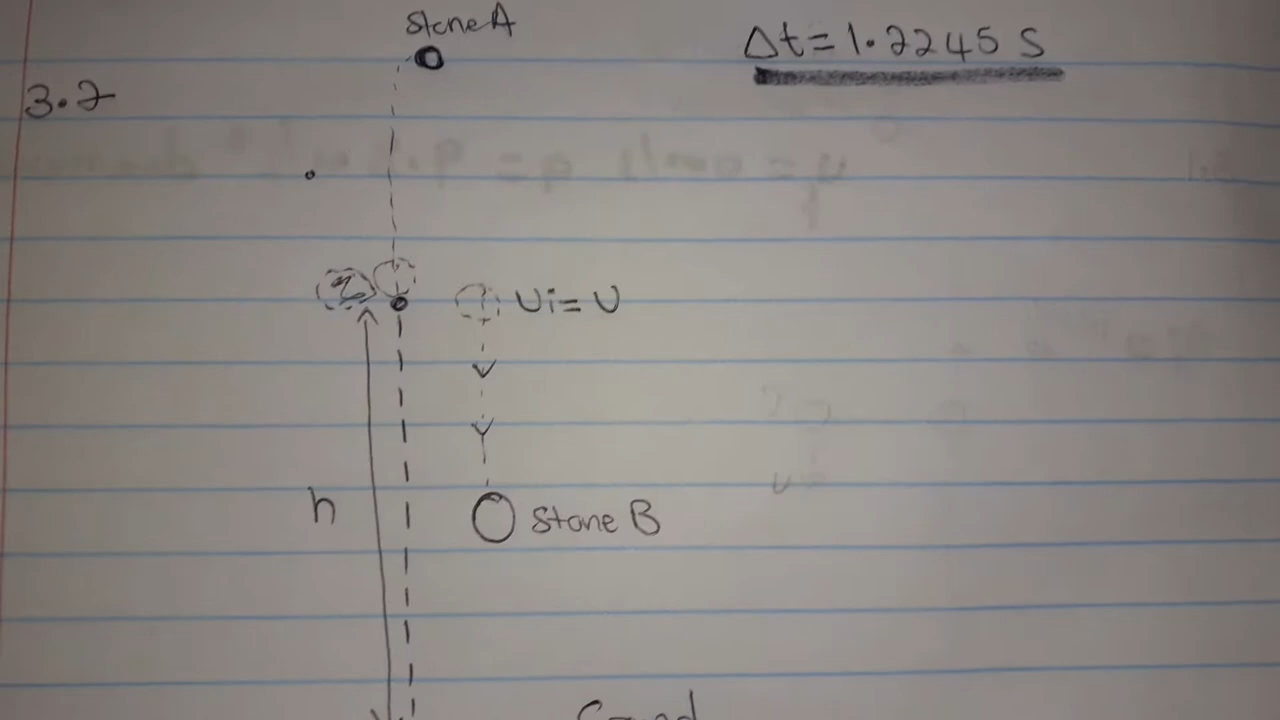 Stone A
Δt = 1.2245 S
3.2
Ui = U
h
Stone B